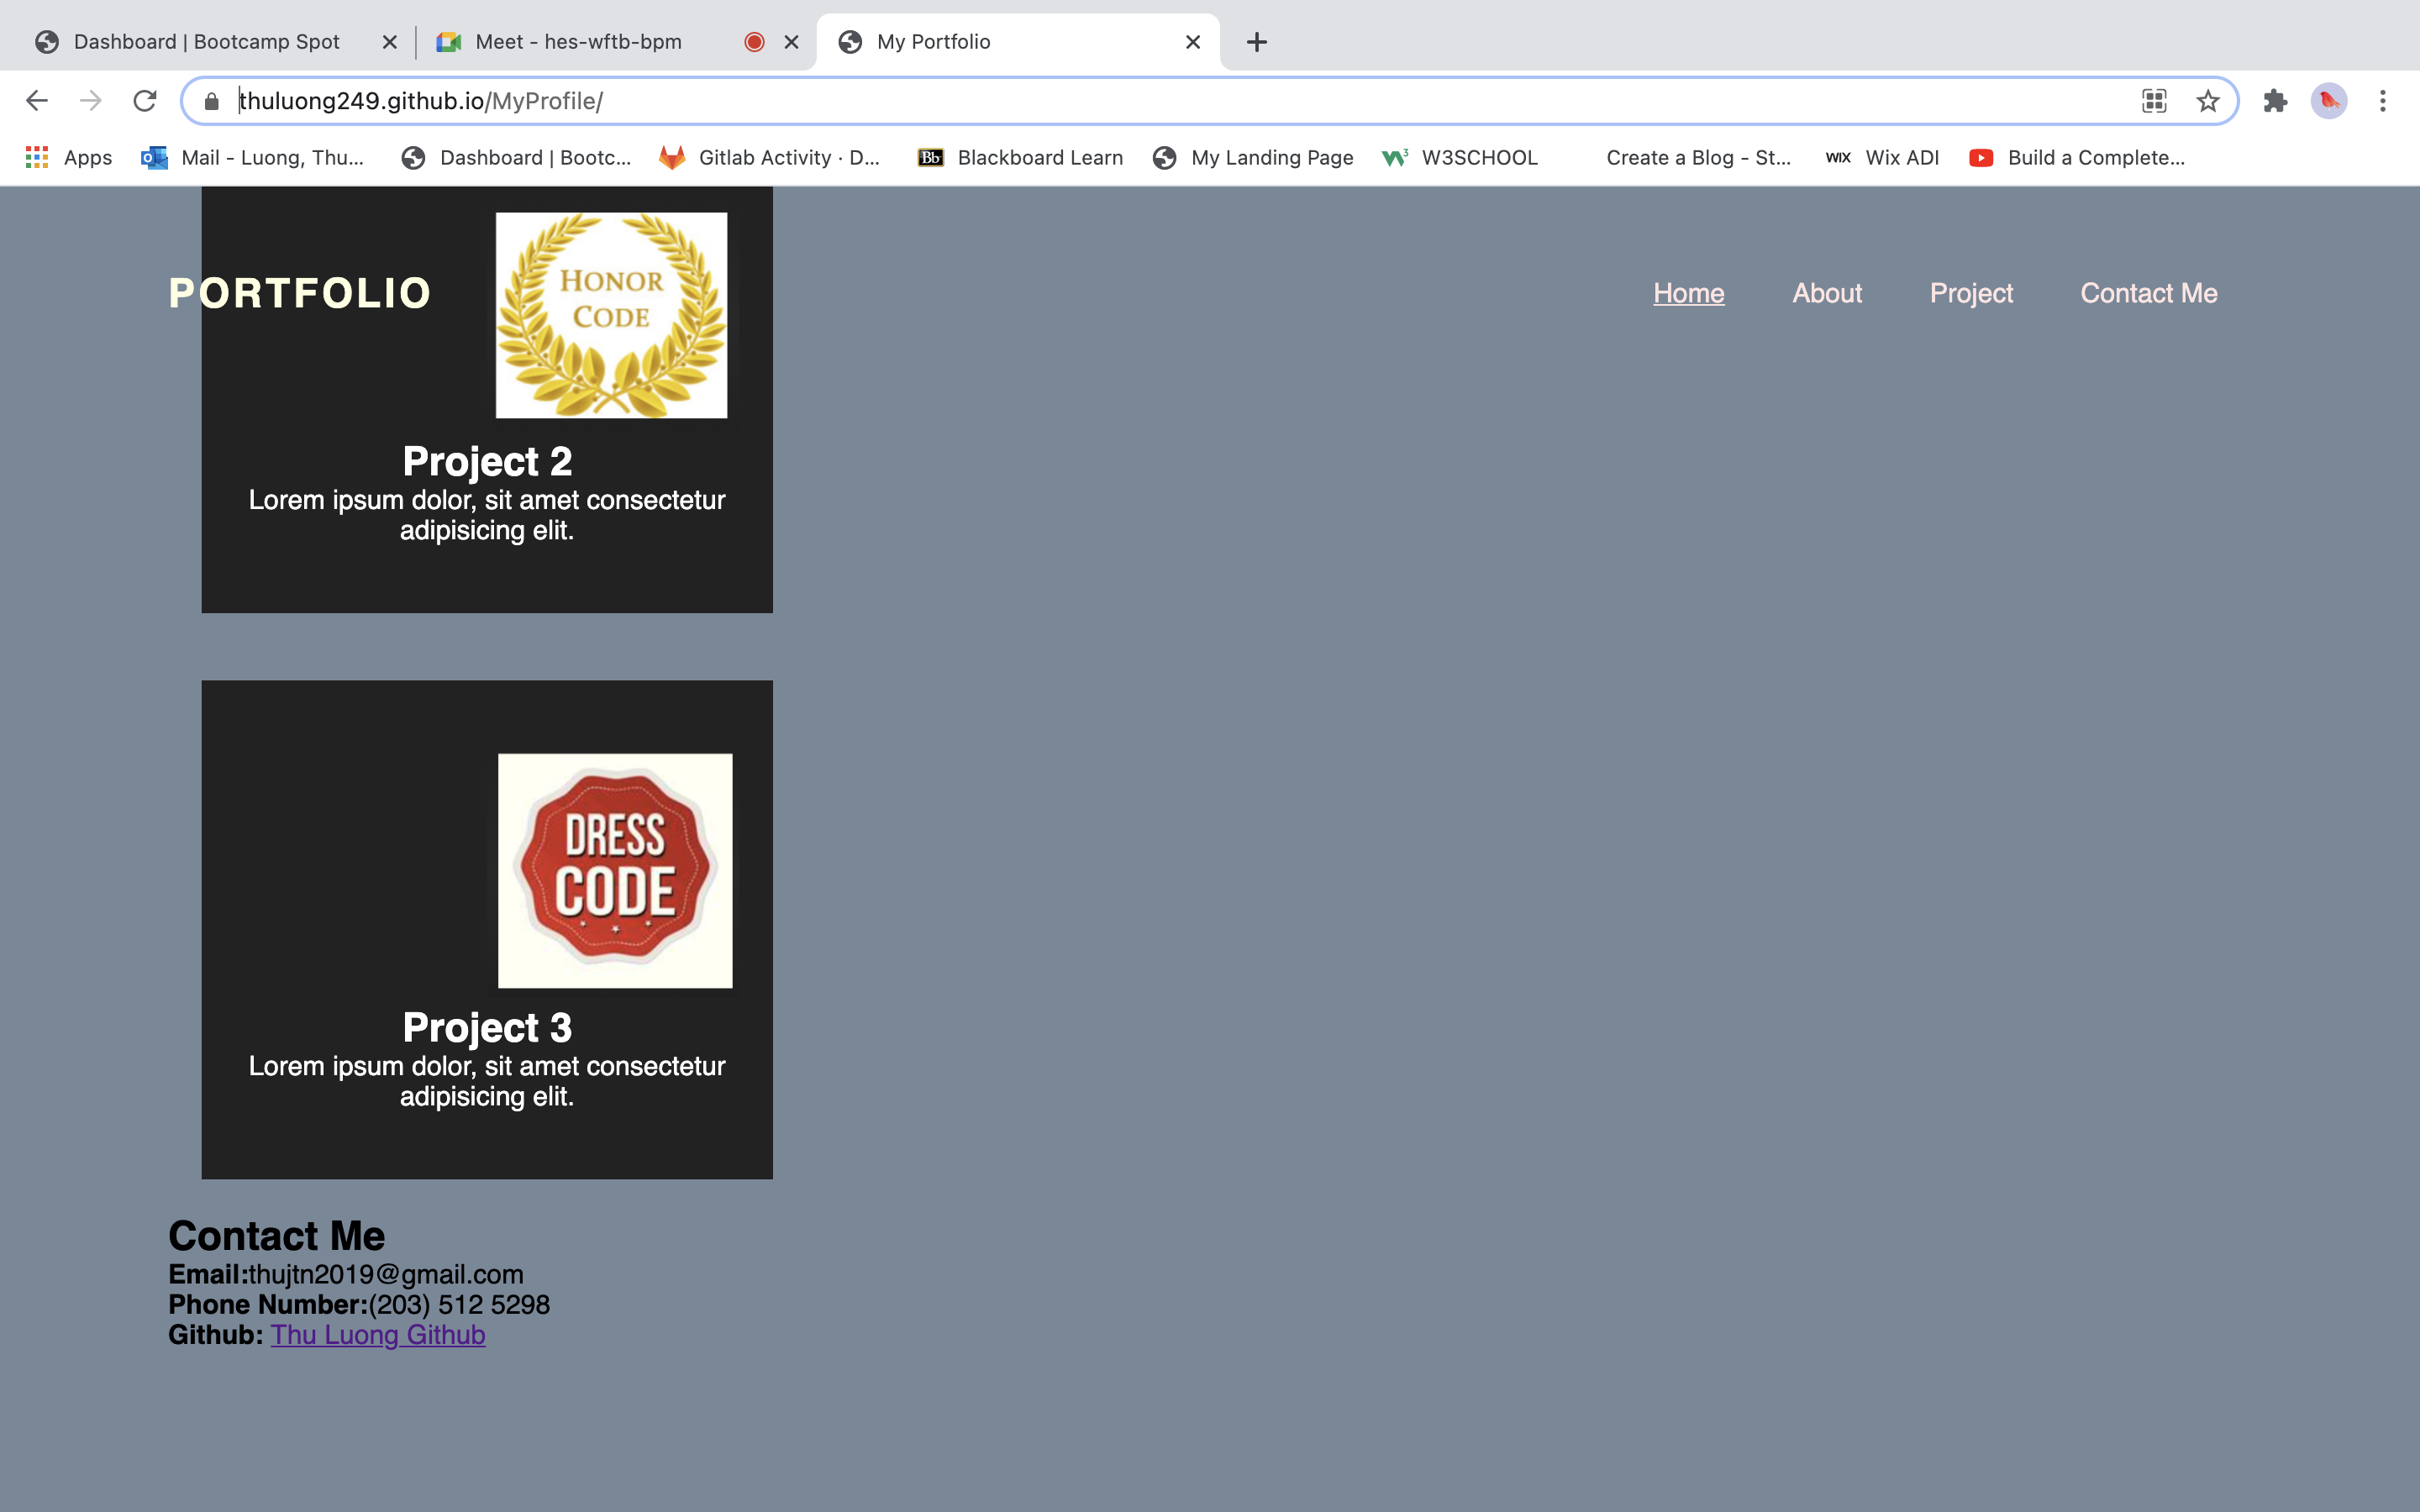 Dashboard | Bootcamp Spot
Meet - hes-wftb-bpm
My Portfolio
thuluong249.github.io/MyProfile/
Apps
Mail - Luong, Thu...
Dashboard | Bootc...
Gitlab Activity · D...
Bb
Blackboard Learn
My Landing Page
W3SCHOOL
Create a Blog - St...
WIX
Wix ADI
Build a Complete...
PORTFOLIO
HONOR
CODE
Home
About
Project
Contact Me
Project 2
Lorem ipsum dolor, sit amet consectetur
adipisicing elit.
DRESS
CODE
Project 3
Lorem ipsum dolor, sit amet consectetur
adipisicing elit.
Contact Me
Email:thujtn2019@gmail.com
Phone Number:(203) 512 5298
Github: Thu Luong Github